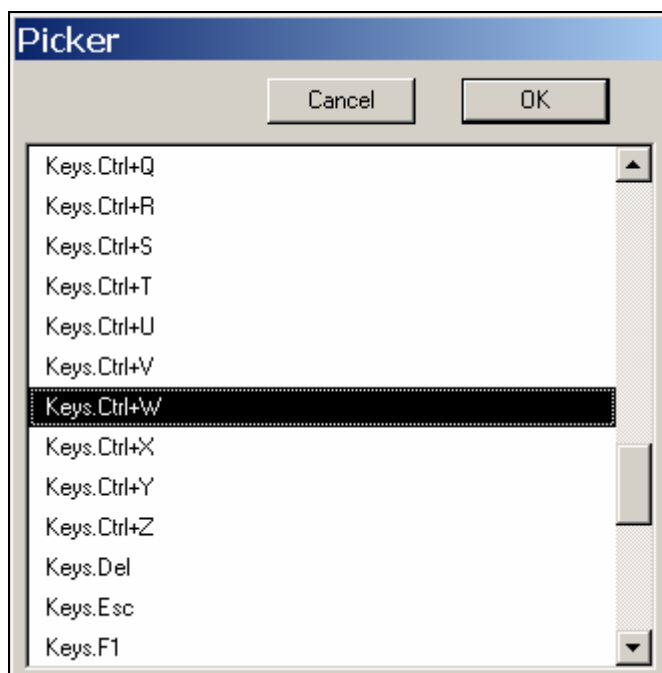 Picker
Cancel OK
Keys.Ctrl+Q
Keys.Ctrl+R
Keys.Ctrl+S
Keys.Ctrl+T
Keys.Ctrl+U
Keys.Ctrl+V
Keys.Ctrl+W
Keys.Ctrl+X
Keys.Ctrl+Y
Keys.Ctrl+Z
Keys.Del
Keys.Esc
Keys.F1